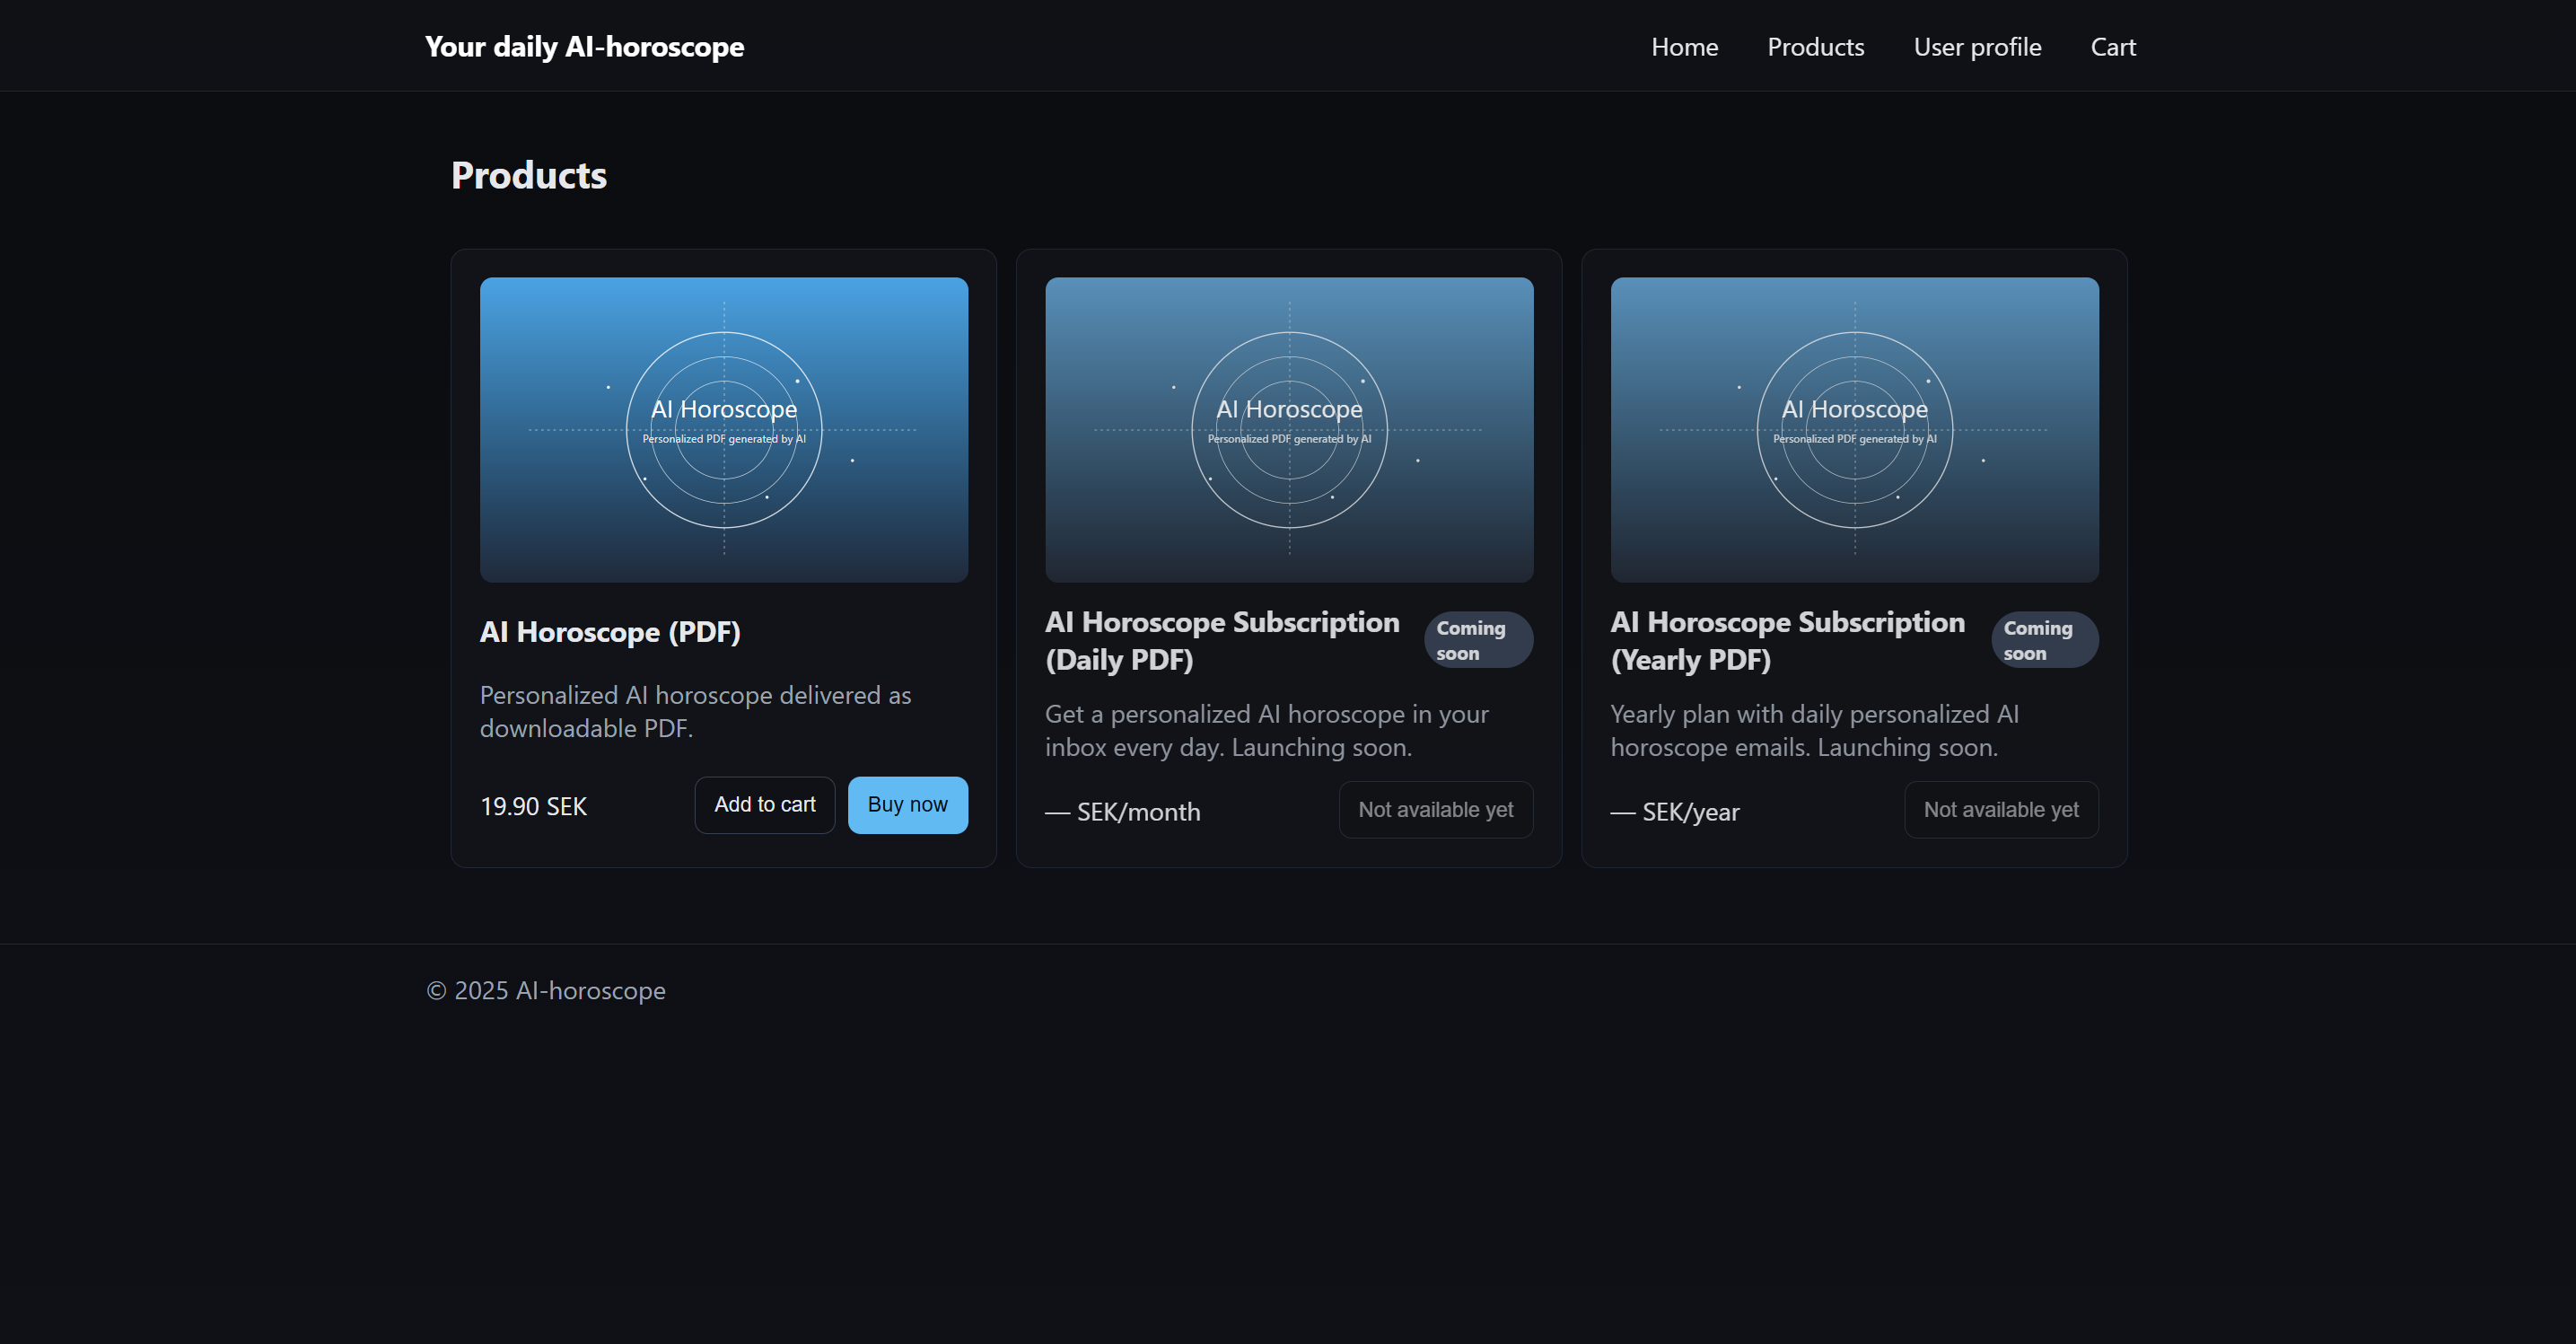 Your daily AI-horoscope
Home Products User profile Cart
Products
AI Horoscope
Personalized PDF generated by AI
AI Horoscope (PDF)
Personalized AI horoscope delivered as
downloadable PDF.
19.90 SEK
Add to cart
Buy now
AI Horoscope
Personalized PDF generated by AI
AI Horoscope Subscription
(Daily PDF)
Coming
soon
Get a personalized AI horoscope in your
inbox every day. Launching soon.
— SEK/month
Not available yet
AI Horoscope
Personalized PDF generated by AI
AI Horoscope Subscription
(Yearly PDF)
Coming
soon
Yearly plan with daily personalized AI
horoscope emails. Launching soon.
— SEK/year
Not available yet
© 2025 AI-horoscope